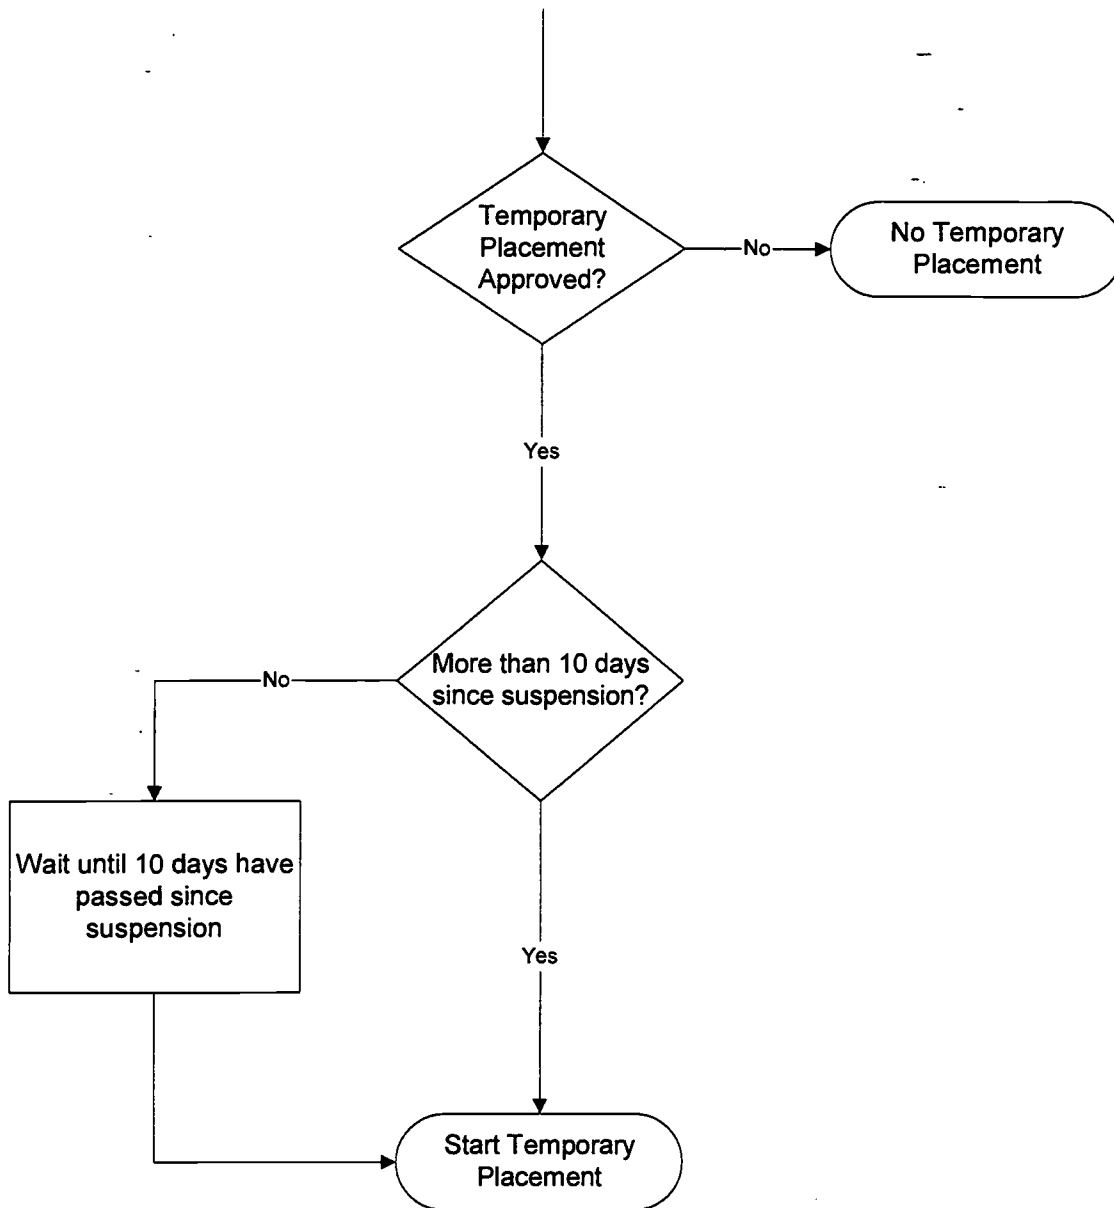 Temporary
Placement
Approved?
No
No Temporary
Placement
Yes
More than 10 days
since suspension?
No
Wait until 10 days have
passed since
suspension
Yes
Start Temporary
Placement